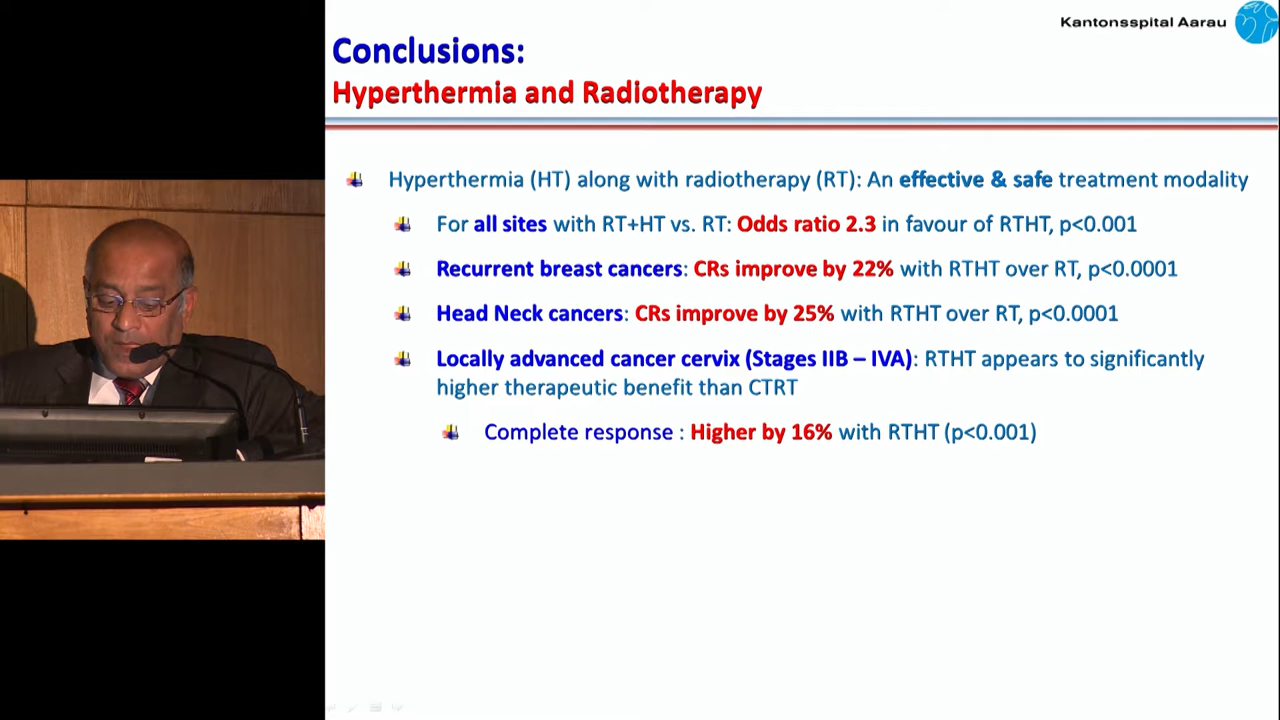 Kantonsspital Aarau
Conclusions:
Hyperthermia and Radiotherapy
Hyperthermia (HT) along with radiotherapy (RT): An effective & safe treatment modality
For all sites with RT+HT vs. RT: Odds ratio 2.3 in favour of RTHT, p<0.001
Recurrent breast cancers: CRs improve by 22% with RTHT over RT, p<0.0001
Head Neck cancers: CRs improve by 25% with RTHT over RT, p<0.0001
Locally advanced cancer cervix (Stages IIB – IVA): RTHT appears to significantly
higher therapeutic benefit than CTRT
Complete response : Higher by 16% with RTHT (p<0.001)